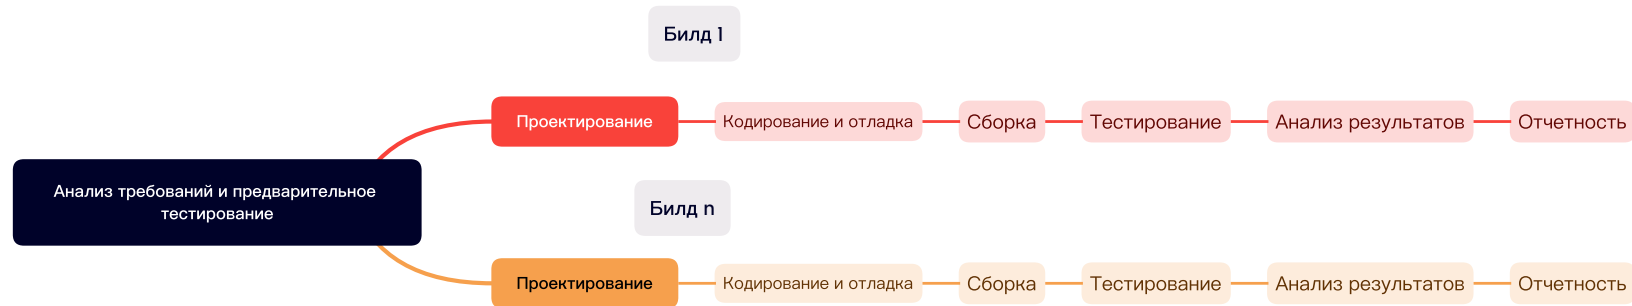 Билд 1
Проектирование
Кодирование и отладка
Сборка
Тестирование
Анализ результатов
Отчетность
Анализ требований и предварительное
тестирование
Билд n
Проектирование
Кодирование и отладка
Сборка
Тестирование
Анализ результатов
Отчетность